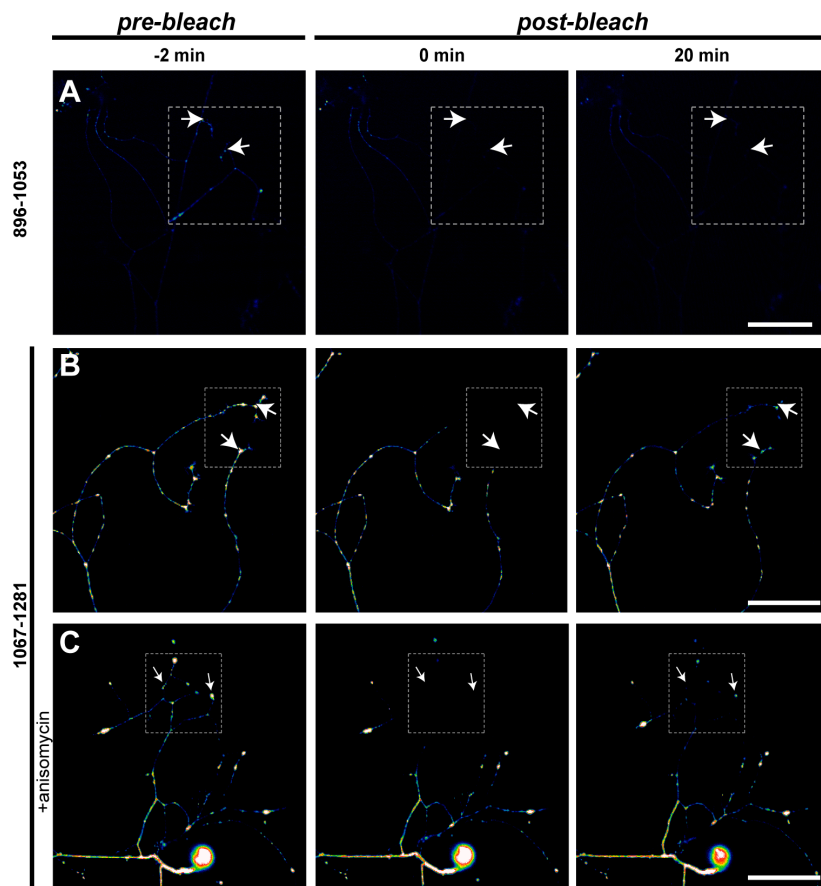 pre-bleach post-bleach
-2 min 0 min 20 min
A
896-1053
B
1067-1281
C
+anisomycin